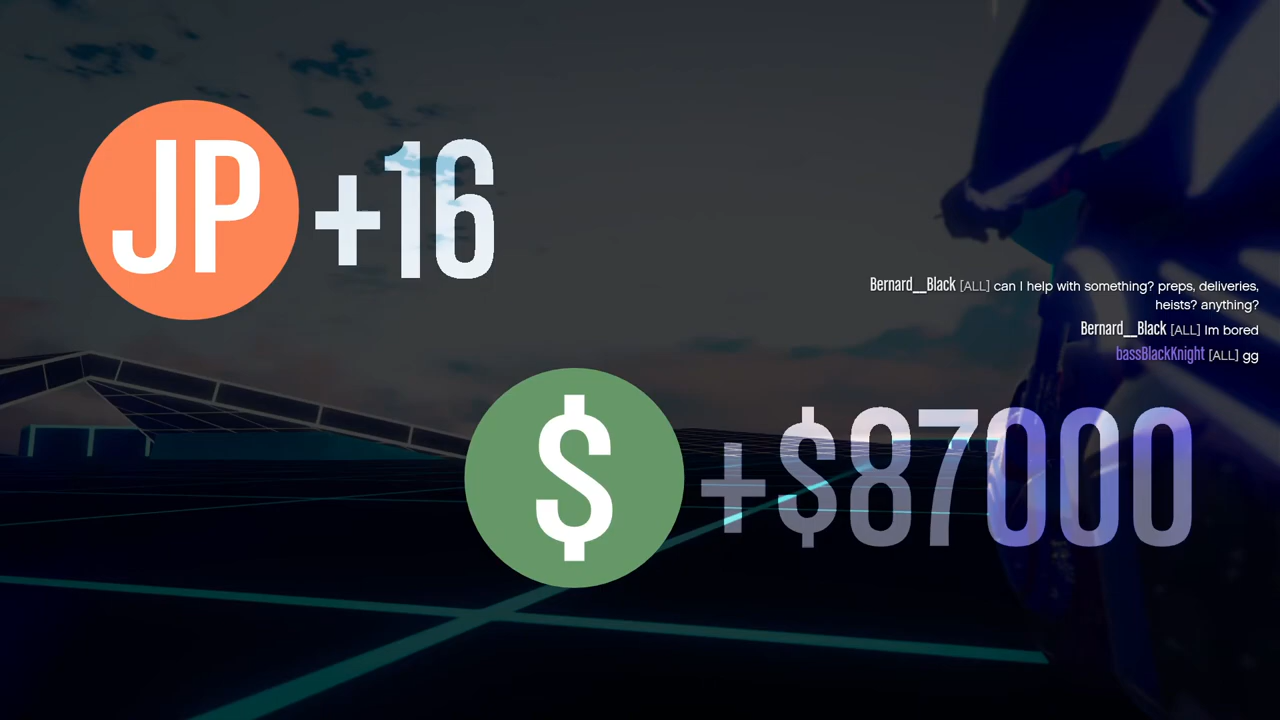 JP +16
Bernard__Black [ALL] can I help with something? preps, deliveries,
heists? anything?
Bernard__Black [ALL] Im bored
bassBlackKnight [ALL] gg
$ +$87000